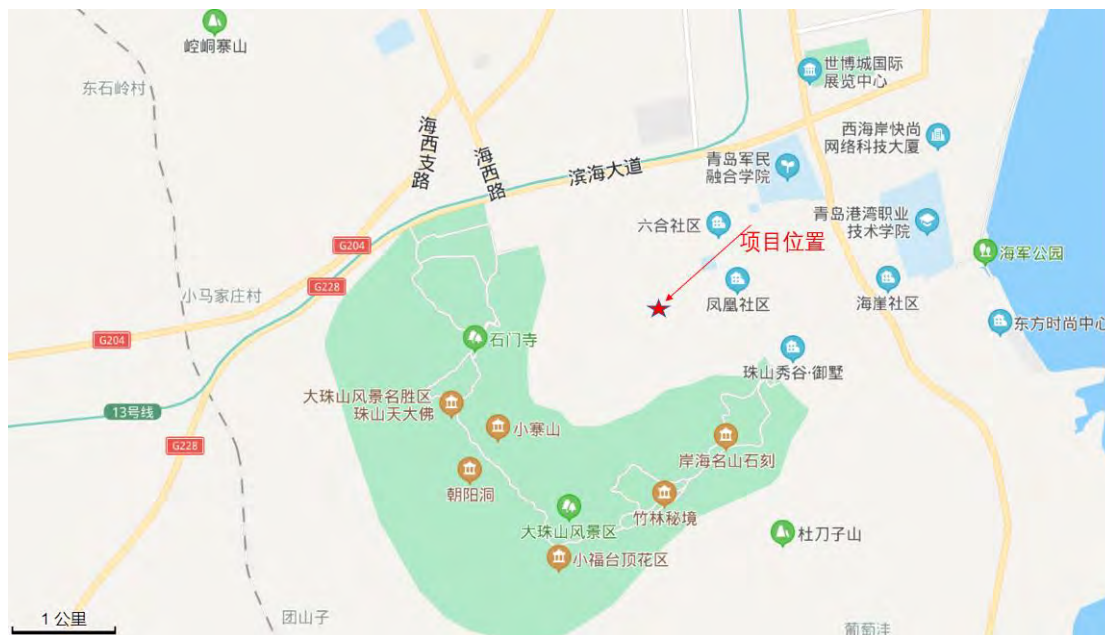 崆峒寨山
东石岭村
世博城国际
展览中心
海西支路
海西路
滨海大道
西海岸快尚
网络科技大厦
青岛军民
融合学院
六合社区
青岛港湾职业
技术学院
项目位置
G204
海军公园
G228
小马家庄村
凤凰社区
海崖社区
东方时尚中心
G204
石门寺
珠山秀谷·御墅
大珠山风景名胜区
珠山天大佛
13号线
小寨山
G228
岸海名山石刻
朝阳洞
竹林秘境
大珠山风景区
杜刀子山
小福台顶花区
1 公里
团山子
葡萄洼